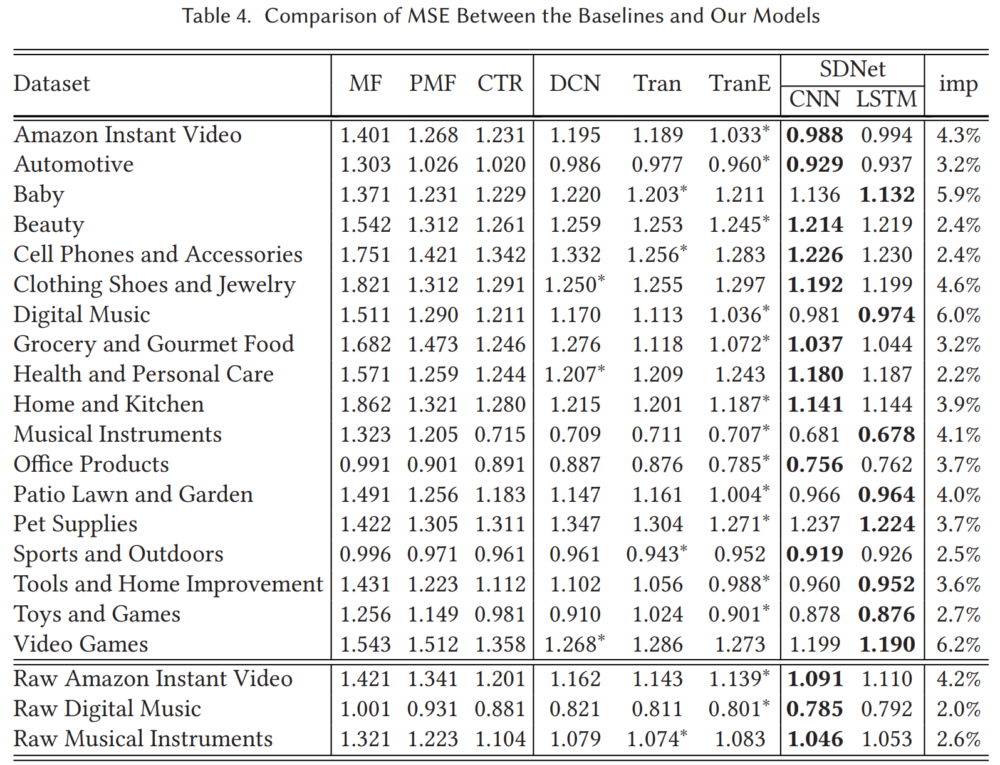 Table 4. Comparison of MSE Between the Baselines and Our Models
Dataset MF PMF CTR DCN Tran TranE SDNet imp
CNN LSTM
Amazon Instant Video 1.401 1.268 1.231 1.195 1.189 1.033* 0.988 0.994 4.3%
Automotive 1.303 1.026 1.020 0.986 0.977 0.960* 0.929 0.937 3.2%
Baby 1.371 1.231 1.229 1.220 1.203* 1.211 1.136 1.132 5.9%
Beauty 1.542 1.312 1.261 1.259 1.253 1.245* 1.214 1.219 2.4%
Cell Phones and Accessories 1.751 1.421 1.342 1.332 1.256* 1.283 1.226 1.230 2.4%
Clothing Shoes and Jewelry 1.821 1.312 1.291 1.250* 1.255 1.297 1.192 1.199 4.6%
Digital Music 1.511 1.290 1.211 1.170 1.113 1.036* 0.981 0.974 6.0%
Grocery and Gourmet Food 1.682 1.473 1.246 1.276 1.118 1.072* 1.037 1.044 3.2%
Health and Personal Care 1.571 1.259 1.244 1.207* 1.209 1.243 1.180 1.187 2.2%
Home and Kitchen 1.862 1.321 1.280 1.215 1.201 1.187* 1.141 1.144 3.9%
Musical Instruments 1.323 1.205 0.715 0.709 0.711 0.707* 0.681 0.678 4.1%
Office Products 0.991 0.901 0.891 0.887 0.876 0.785* 0.756 0.762 3.7%
Patio Lawn and Garden 1.491 1.256 1.183 1.147 1.161 1.004* 0.966 0.964 4.0%
Pet Supplies 1.422 1.305 1.311 1.347 1.304 1.271* 1.237 1.224 3.7%
Sports and Outdoors 0.996 0.971 0.961 0.961 0.943* 0.952 0.919 0.926 2.5%
Tools and Home Improvement 1.431 1.223 1.112 1.102 1.056 0.988* 0.960 0.952 3.6%
Toys and Games 1.256 1.149 0.981 0.910 1.024 0.901* 0.878 0.876 2.7%
Video Games 1.543 1.512 1.358 1.268* 1.286 1.273 1.199 1.190 6.2%
Raw Amazon Instant Video 1.421 1.341 1.201 1.162 1.143 1.139* 1.091 1.110 4.2%
Raw Digital Music 1.001 0.931 0.881 0.821 0.811 0.801* 0.785 0.792 2.0%
Raw Musical Instruments 1.321 1.223 1.104 1.079 1.074* 1.083 1.046 1.053 2.6%